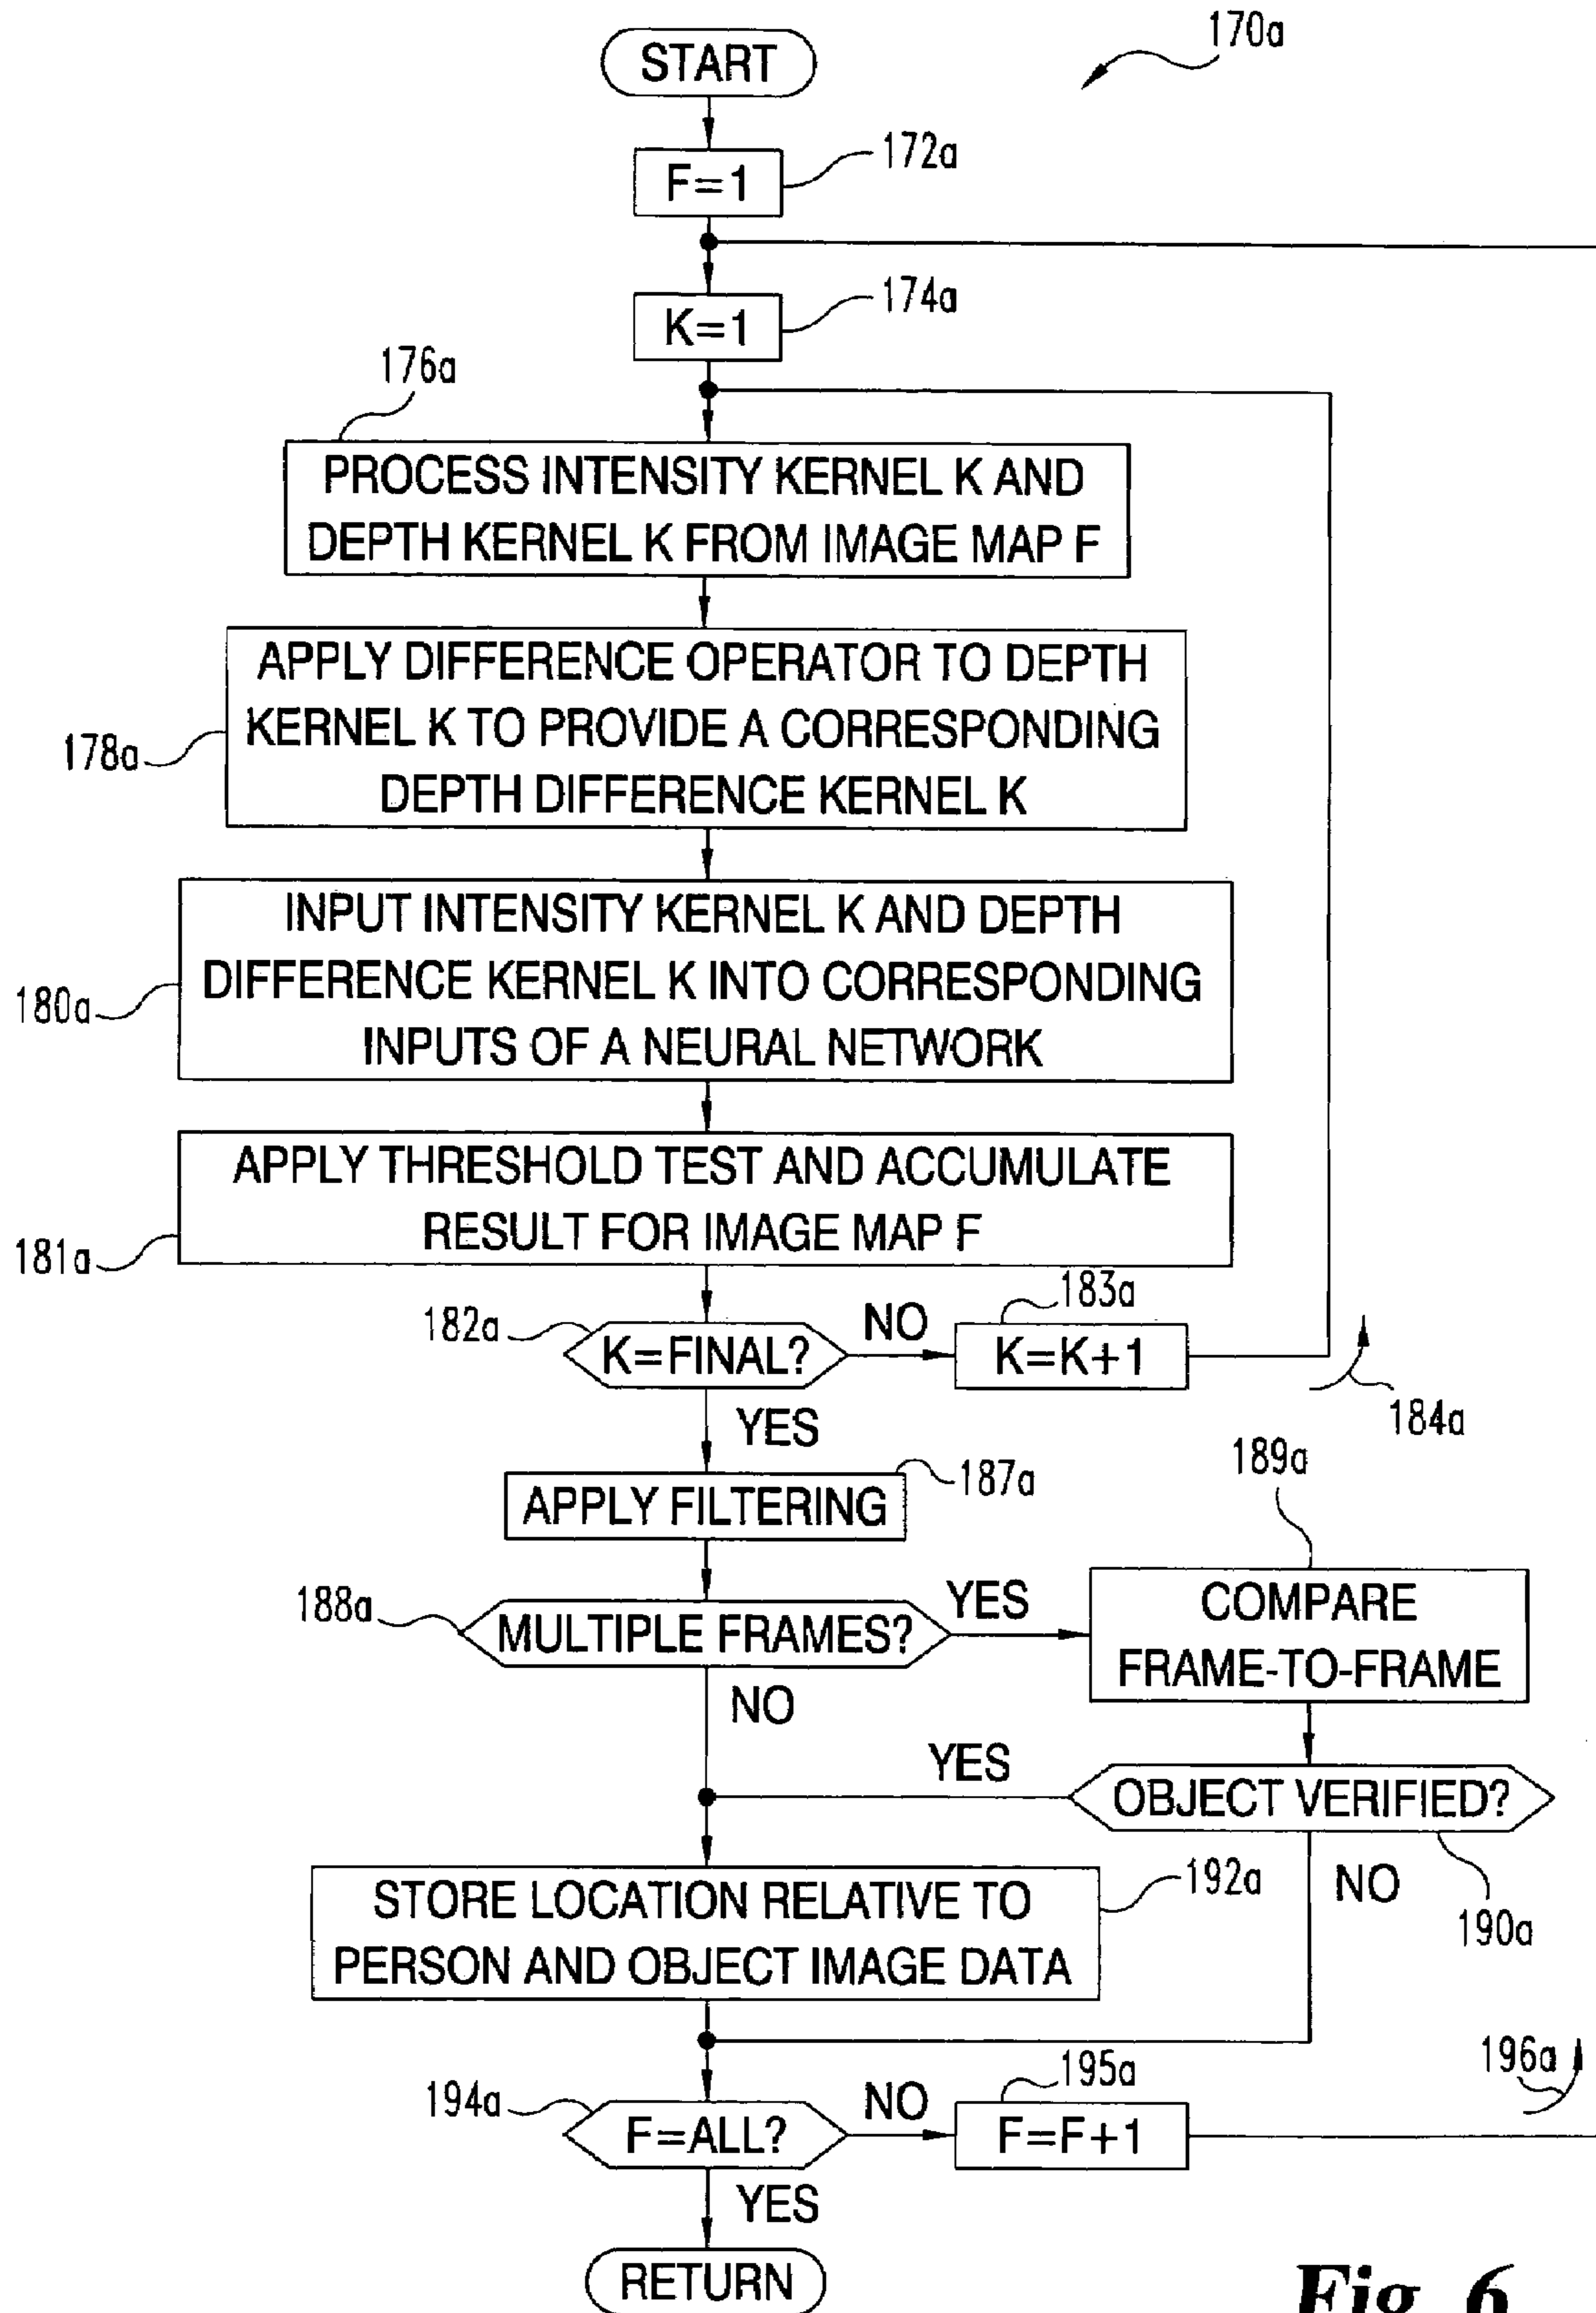 170a
START
172a
F=1
174a
K=1
176a
PROCESS INTENSITY KERNEL K AND
DEPTH KERNEL K FROM IMAGE MAP F
178a
APPLY DIFFERENCE OPERATOR TO DEPTH
KERNEL K TO PROVIDE A CORRESPONDING
DEPTH DIFFERENCE KERNEL K
180a
INPUT INTENSITY KERNEL K AND DEPTH
DIFFERENCE KERNEL K INTO CORRESPONDING
INPUTS OF A NEURAL NETWORK
181a
APPLY THRESHOLD TEST AND ACCUMULATE
RESULT FOR IMAGE MAP F
182a
K=FINAL?
NO
183a
K=K+1
184a
YES
187a
APPLY FILTERING
188a
MULTIPLE FRAMES?
YES
189a
COMPARE
FRAME-TO-FRAME
NO
YES
OBJECT VERIFIED?
190a
NO
192a
STORE LOCATION RELATIVE TO
PERSON AND OBJECT IMAGE DATA
194a
F=ALL?
NO
195a
F=F+1
196a
YES
RETURN
Fig. 6